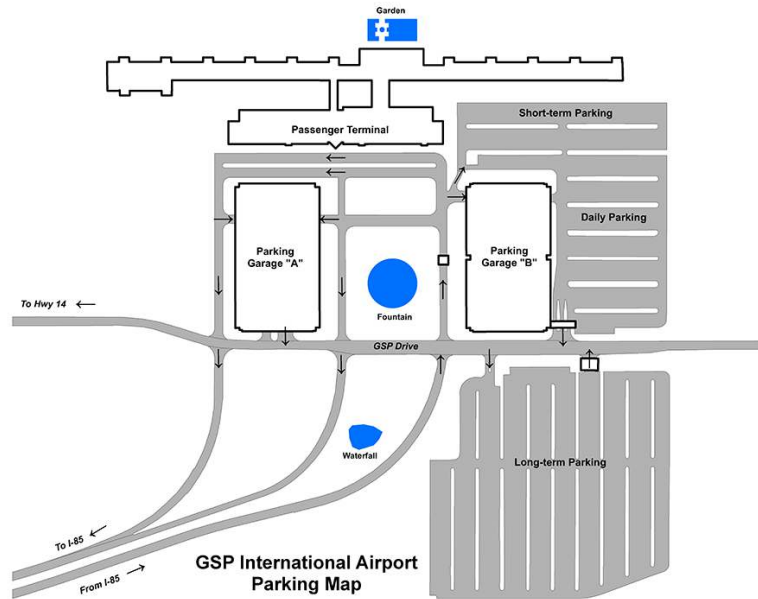 Garden
Passenger Terminal
Short-term Parking
Daily Parking
Parking
Garage "A"
Parking
Garage "B"
To Hwy 14
Fountain
GSP Drive
Waterfall
Long-term Parking
To I-85
From I-85
GSP International Airport
Parking Map